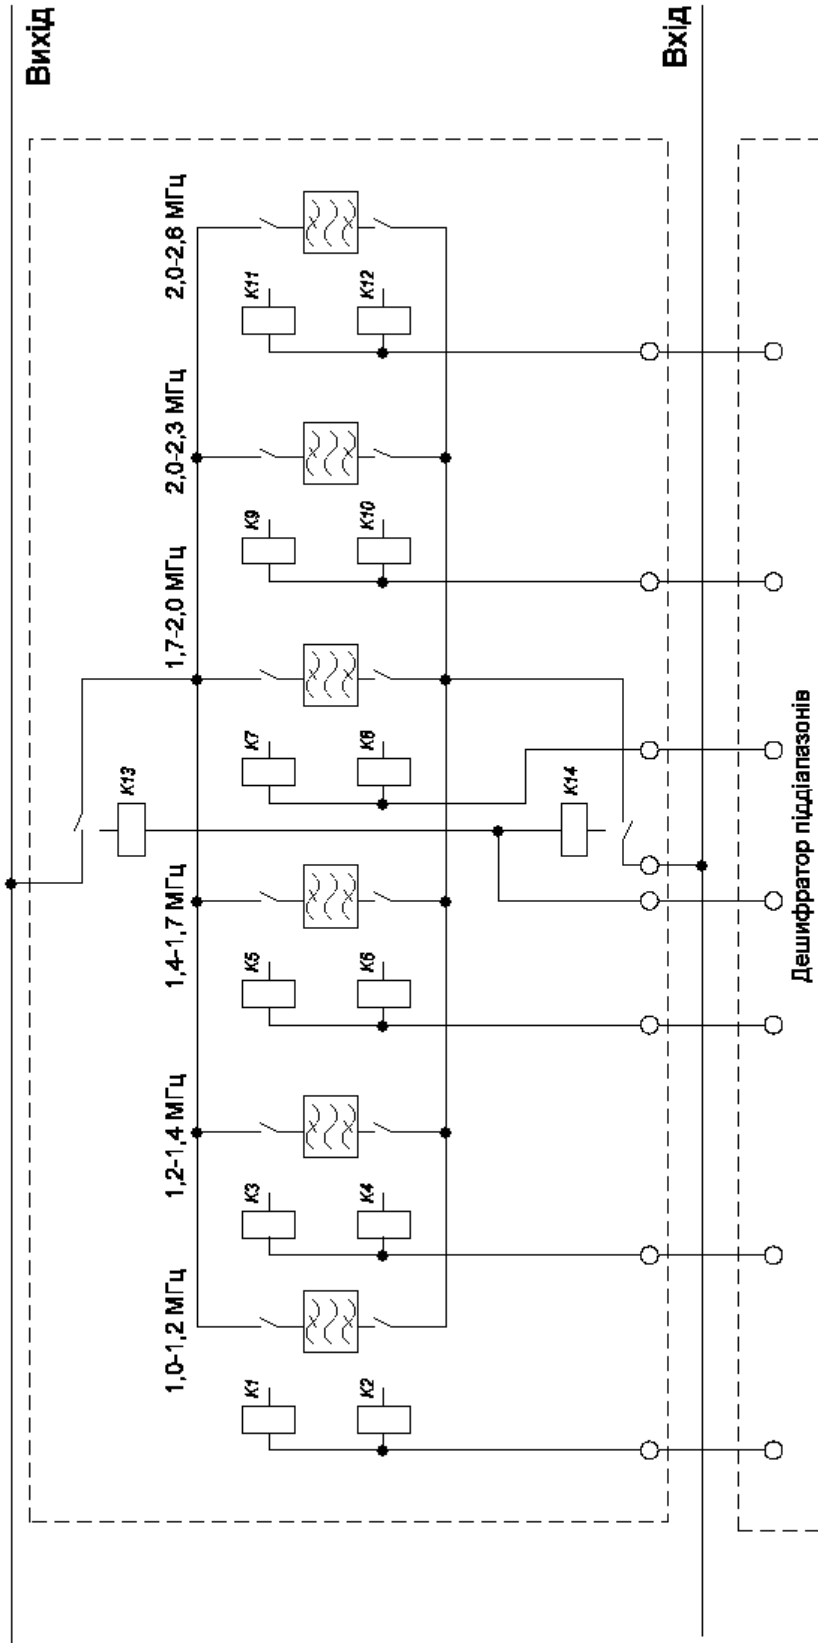 Вихід
1,0-1,2 МГц
1,2-1,4 МГц
1,4-1,7 МГц
1,7-2,0 МГц
2,0-2,3 МГц
2,0-2,6 МГц
K13
K1
K3
K5
K7
K9
K11
K2
K4
K6
K8
K10
K12
K14
Вхід
Дешифратор піддіапазонів